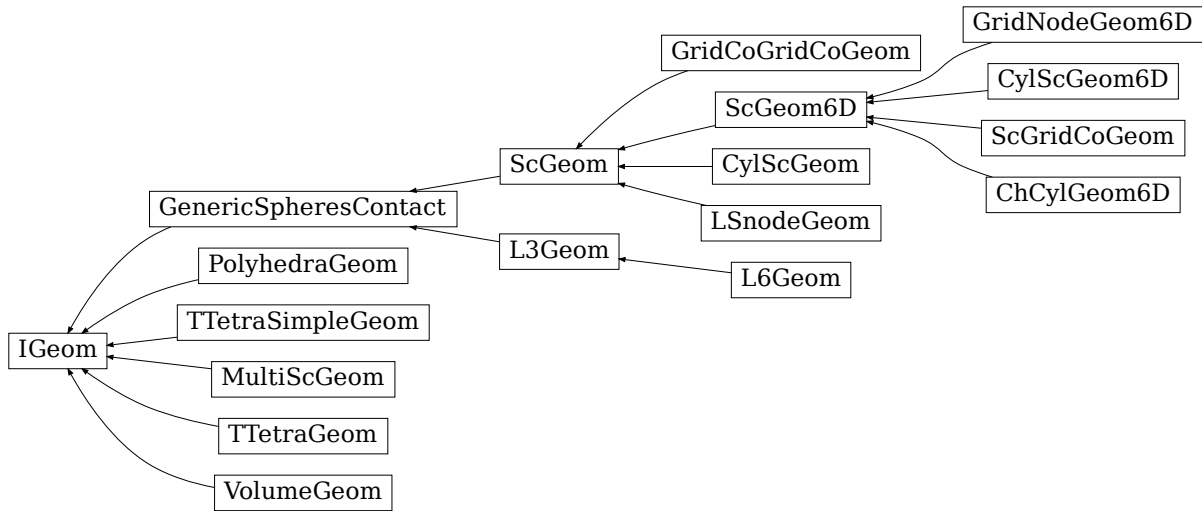 GridNodeGeom6D
GridCoGridCoGeom
CylScGeom6D
ScGeom6D
ScGridCoGeom
ScGeom
CylScGeom
ChCylGeom6D
GenericSpheresContact
LSnodeGeom
L3Geom
PolyhedraGeom
L6Geom
TTetraSimpleGeom
IGeom
MultiScGeom
TTetraGeom
VolumeGeom